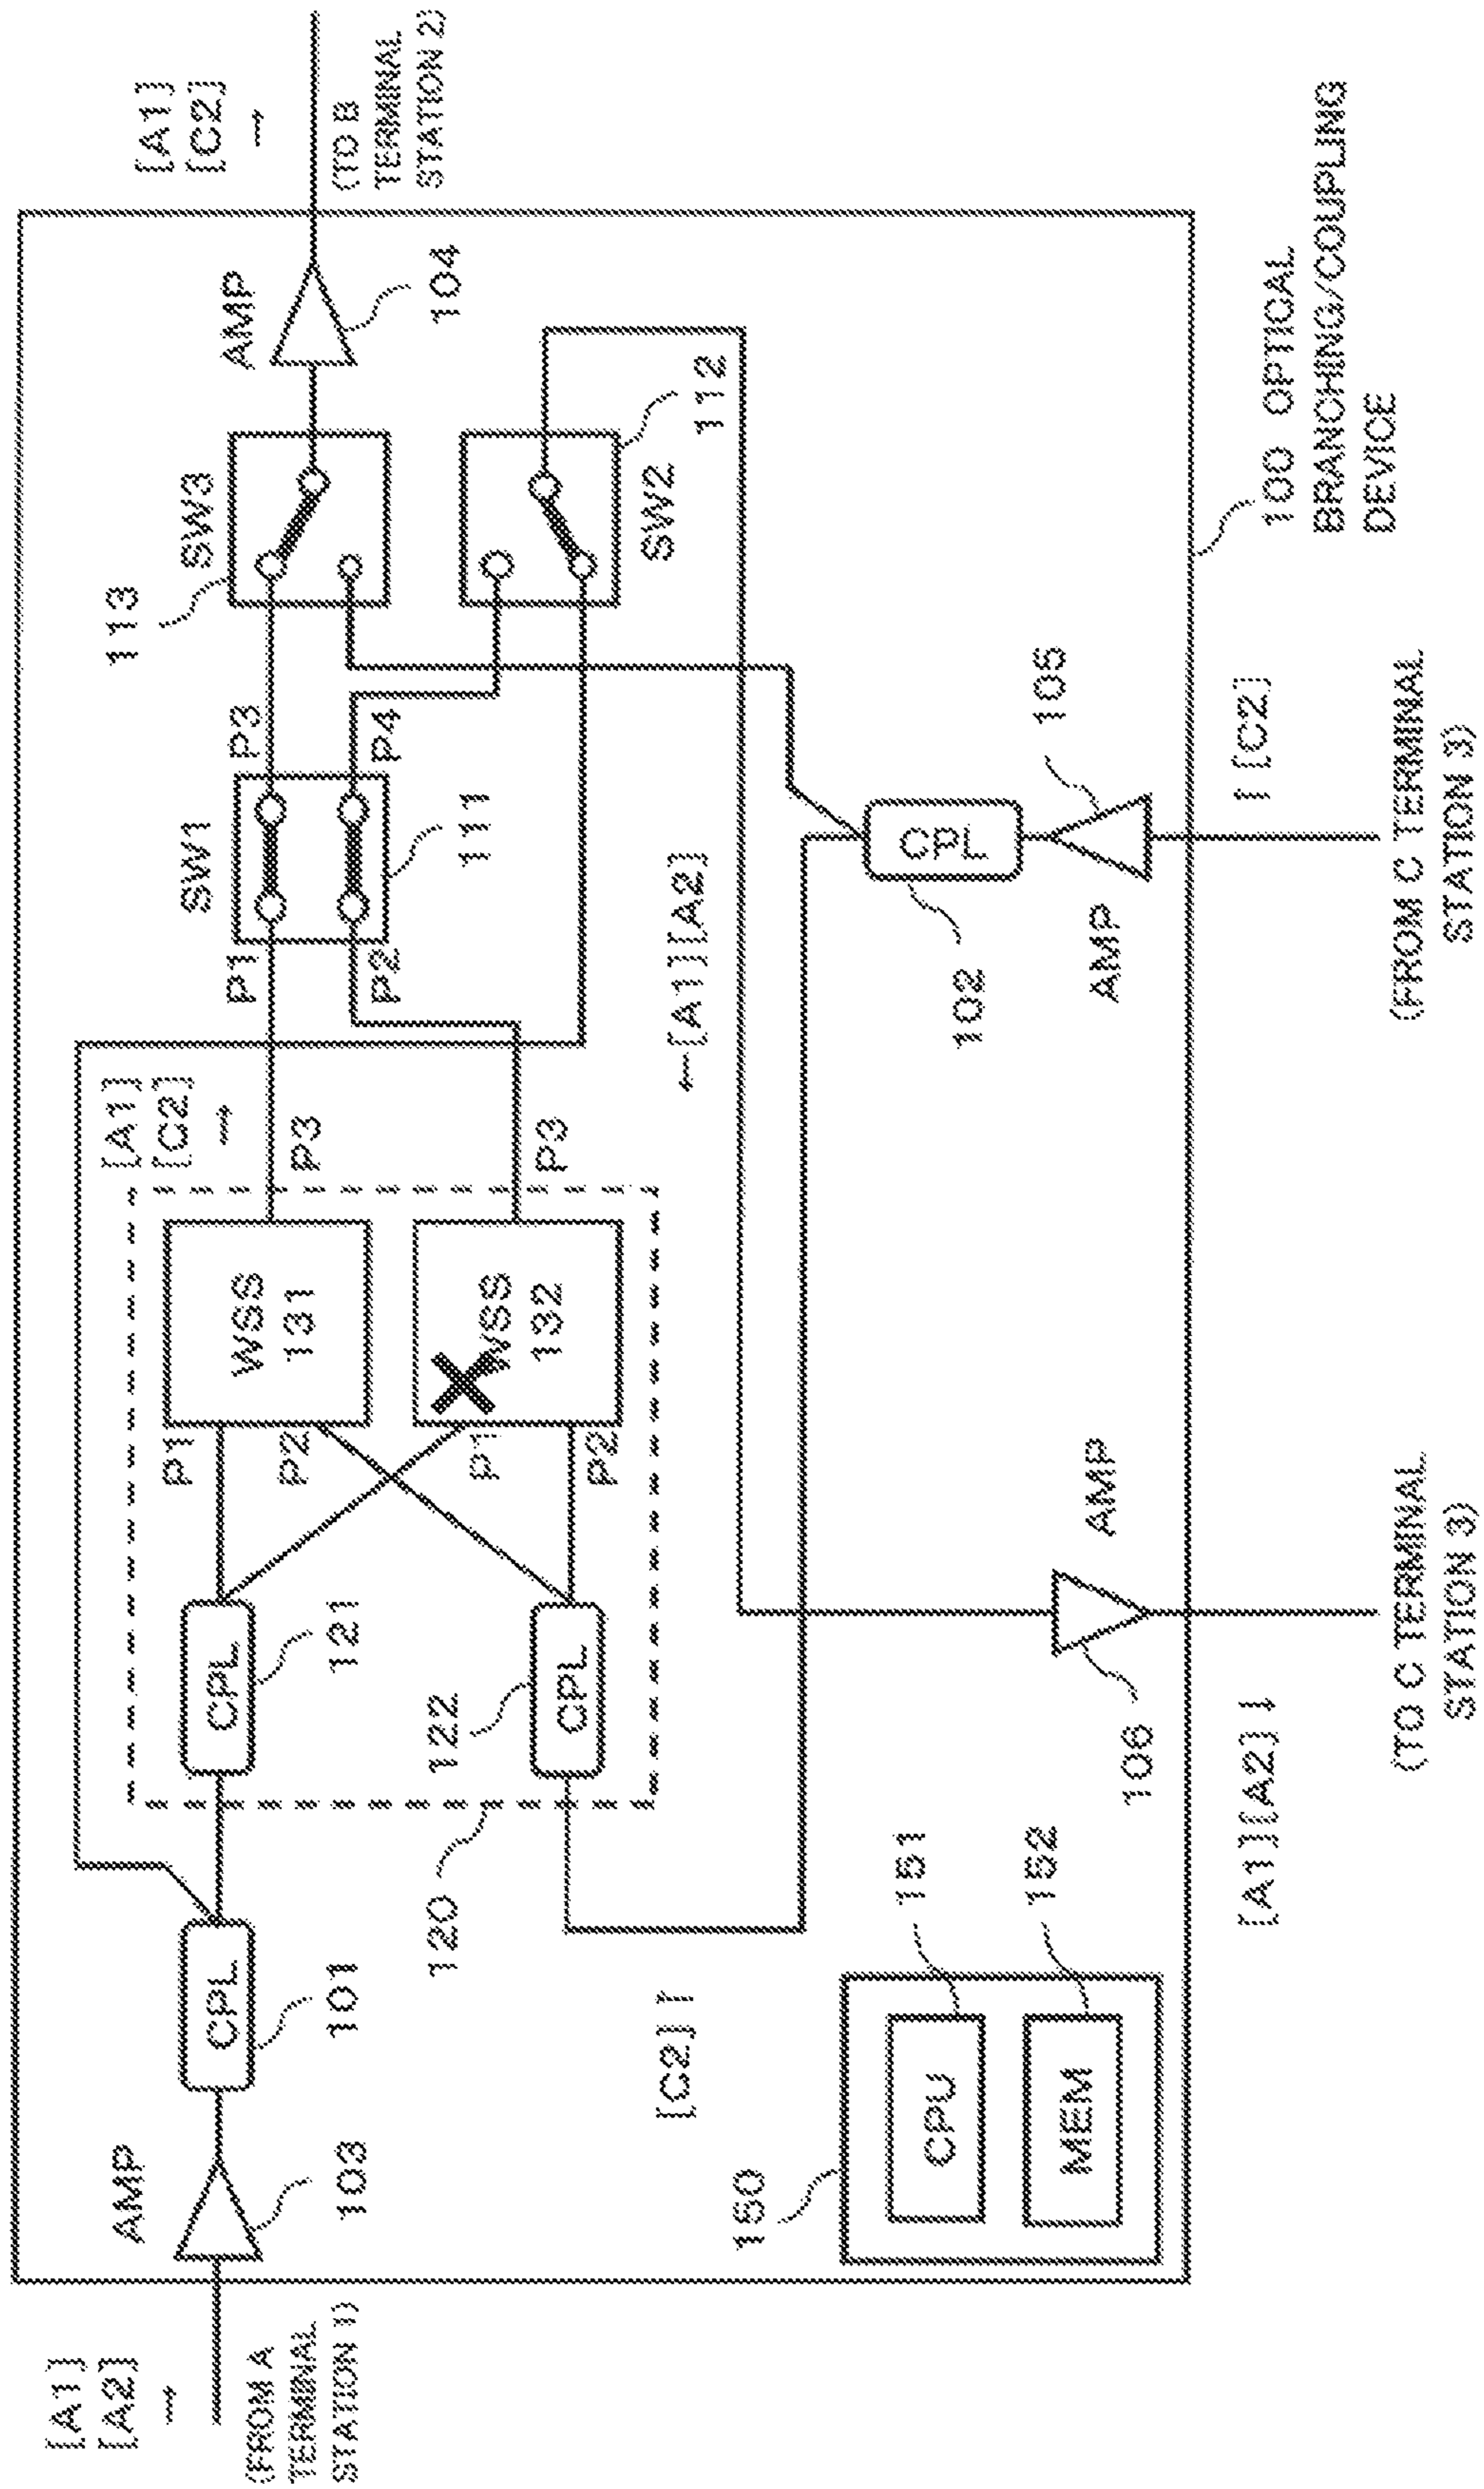 [A1]
[A2]
→
(FROM A
TERMINAL
STATION 1)
AMP
103
CPL
101
120
CPL
121
122
CPL
P1
P2
P1
P2
WSS
131
WSS
132
[A1]
[C2]
→
P3
P3
P1
P2
SW1
111
P3
P4
113
SW3
SW2
112
AMP
104
[A1]
[C2]
→
(TO B
TERMINAL
STATION 2)
[C2] ↑
←[A1][A2]
150
CPU
151
MEM
152
106
AMP
[A1][A2] ↓
(TO C TERMINAL
STATION 3)
102
CPL
AMP
105
↑ [C2]
(FROM C TERMINAL
STATION 3)
100 OPTICAL
BRANCHING/COUPLING
DEVICE